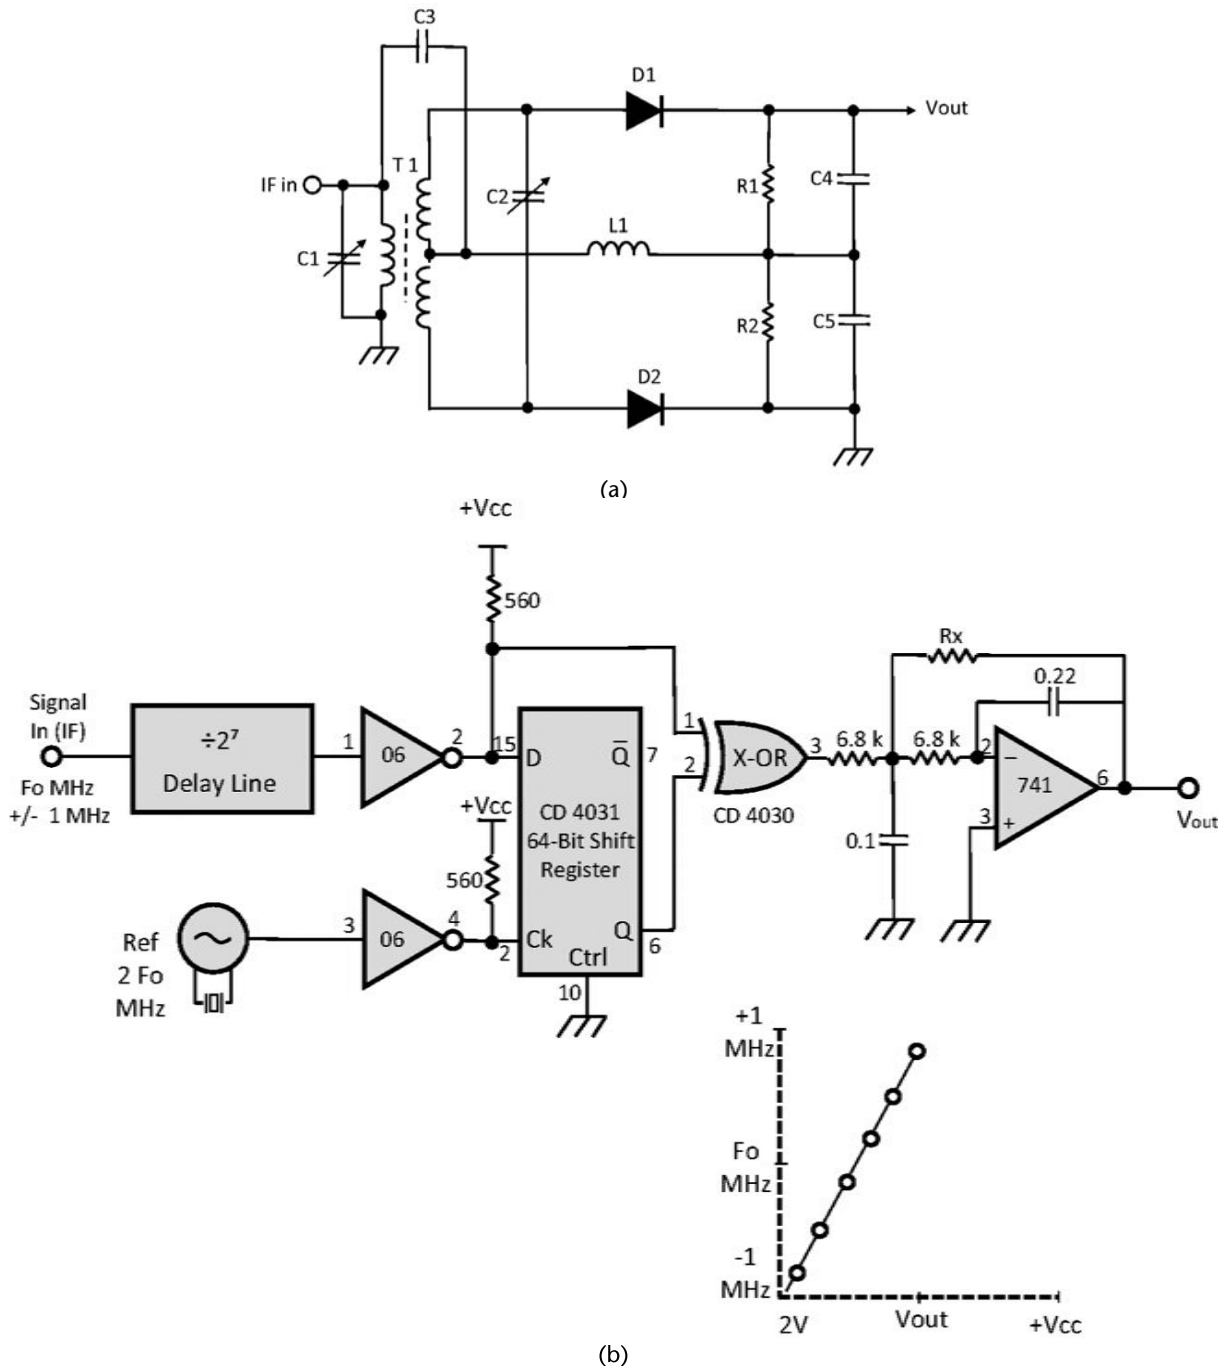 C3
D1
Vout
T 1
IF in
C2
R1
C4
L1
C1
R2
C5
D2
(a)
+Vcc
560
Rx
0.22
Signal
In (IF)
Fo MHz
+/- 1 MHz
÷2⁷
Delay Line
1
06
2
15
D
Q̅
7
1
2
X-OR
3
CD 4030
6.8 k
6.8 k
2
−
741
6
3
+
Vout
0.1
+Vcc
560
CD 4031
64-Bit Shift
Register
Ref
2 Fo
MHz
3
06
4
2
Ck
Q
6
Ctrl
10
+1
MHz
Fo
MHz
-1
MHz
2V
Vout
+Vcc
(b)